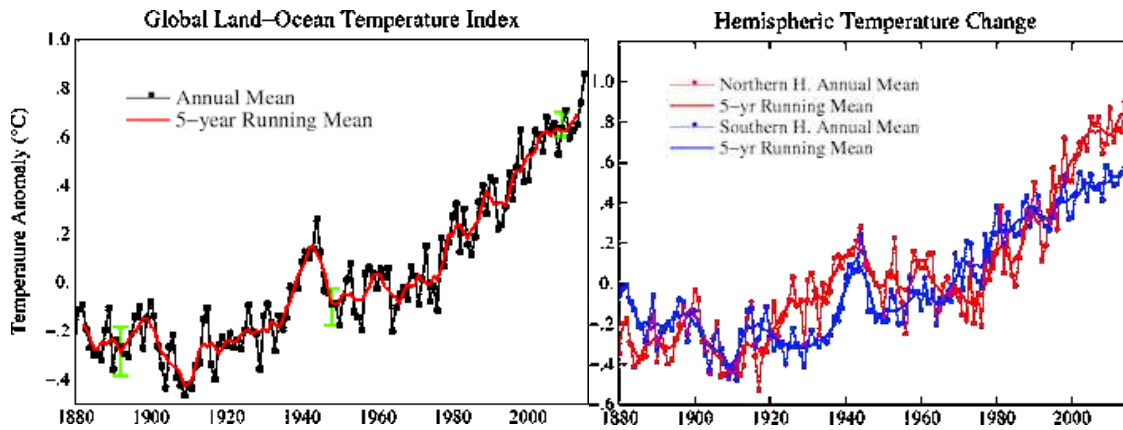 Global Land–Ocean Temperature Index
1.0
.8
.6
.4
.2
.0
-.2
-.4
Temperature Anomaly (°C)
Annual Mean
5−year Running Mean
1880 1900 1920 1940 1960 1980 2000
Hemispheric Temperature Change
1.0
.8
.6
.4
.2
.0
-.2
-.4
-.6
Northern H. Annual Mean
5−yr Running Mean
Southern H. Annual Mean
5−yr Running Mean
1880 1900 1920 1940 1960 1980 2000